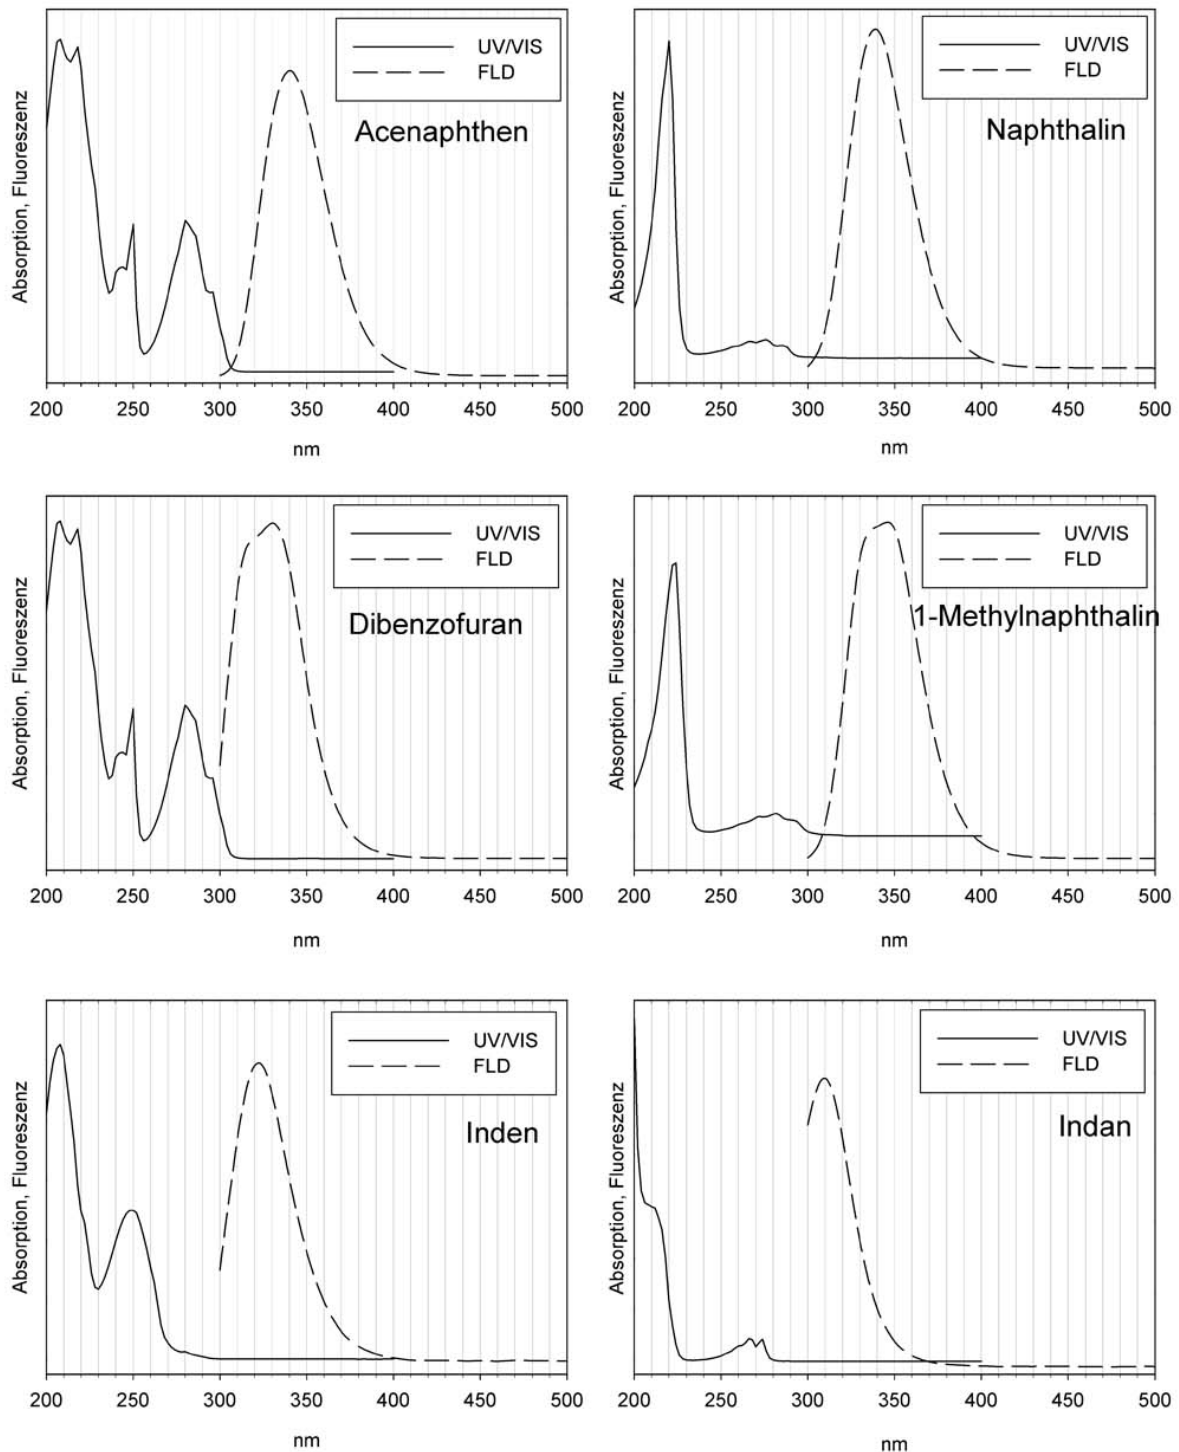 UV/VIS
FLD
Acenaphthen
Absorption, Fluoreszenz
200 250 300 350 400 450 500
nm
UV/VIS
FLD
Naphthalin
Absorption, Fluoreszenz
200 250 300 350 400 450 500
nm
UV/VIS
FLD
Dibenzofuran
Absorption, Fluoreszenz
200 250 300 350 400 450 500
nm
UV/VIS
FLD
1-Methylnaphthalin
Absorption, Fluoreszenz
200 250 300 350 400 450 500
nm
UV/VIS
FLD
Inden
Absorption, Fluoreszenz
200 250 300 350 400 450 500
nm
UV/VIS
FLD
Indan
Absorption, Fluoreszenz
200 250 300 350 400 450 500
nm